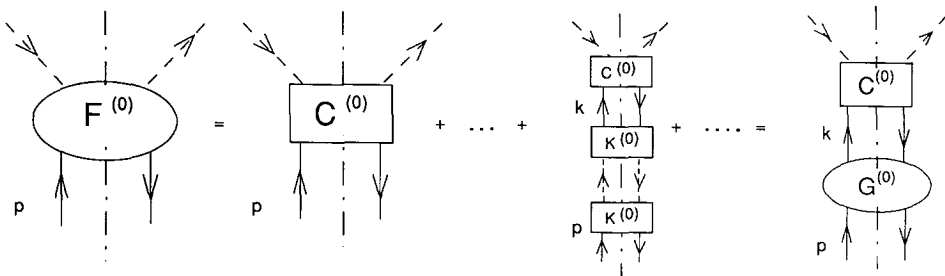 F (0) = C (0) + ... + C (0) + .... = C (0)
k K (0) k
p p p K (0) G (0)
p